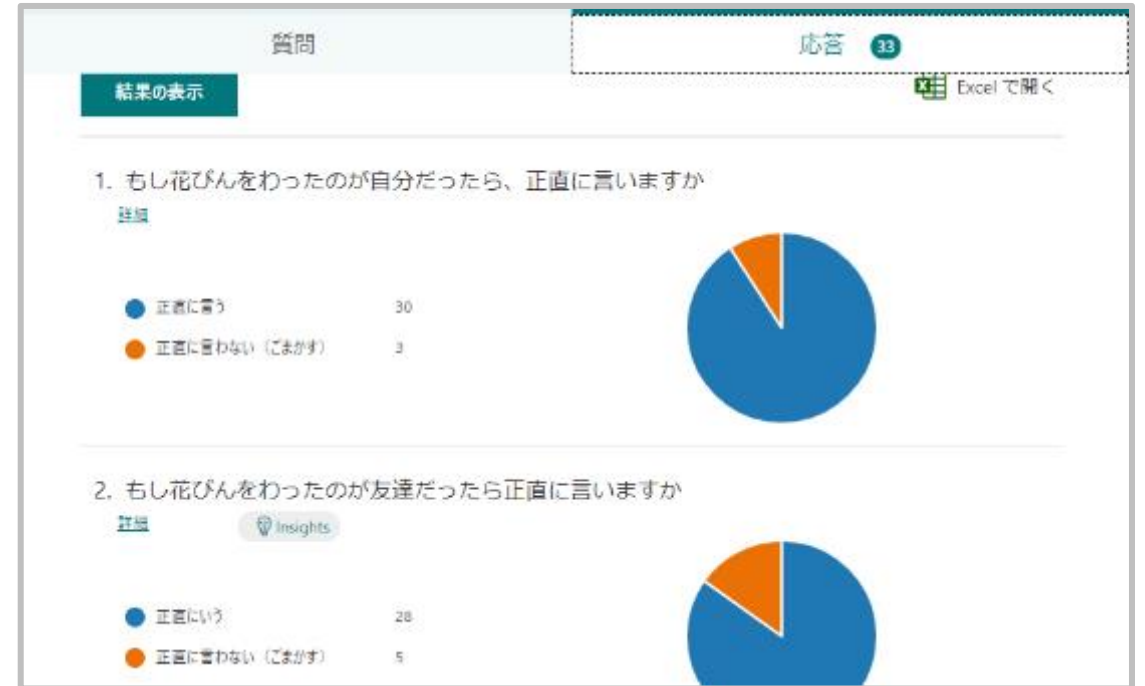 質問
応答 33
結果の表示
Excel で開く
1. もし花びんをわったのが自分だったら、正直に言いますか
詳細
正直に言う 30
正直に言わない（ごまかす） 3
2. もし花びんをわったのが友達だったら正直に言いますか
詳細 Insights
正直にいう 28
正直に言わない（ごまかす） 5